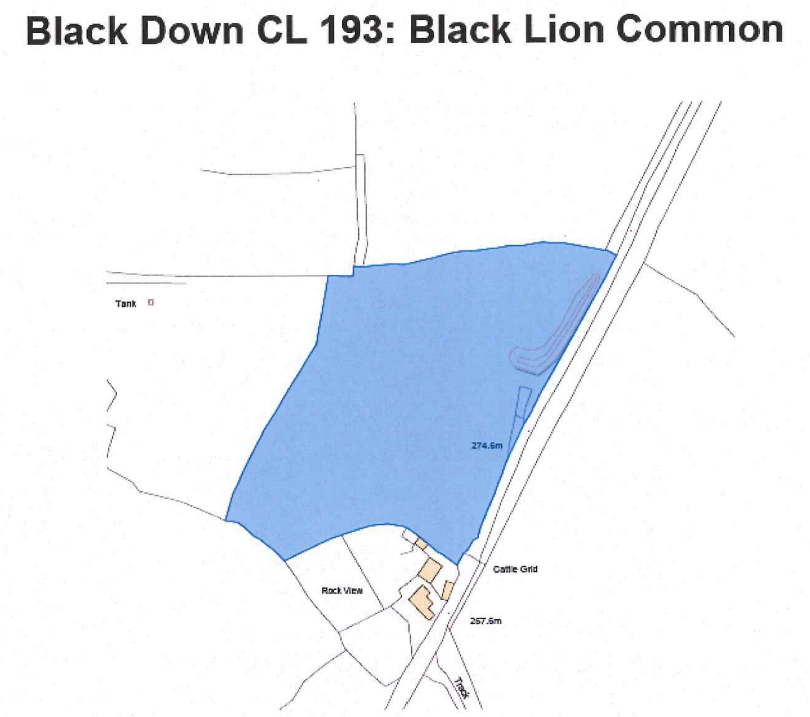 Black Down CL 193: Black Lion Common
Tank
274.6m
Cattle Grid
Rock View
267.6m
Track